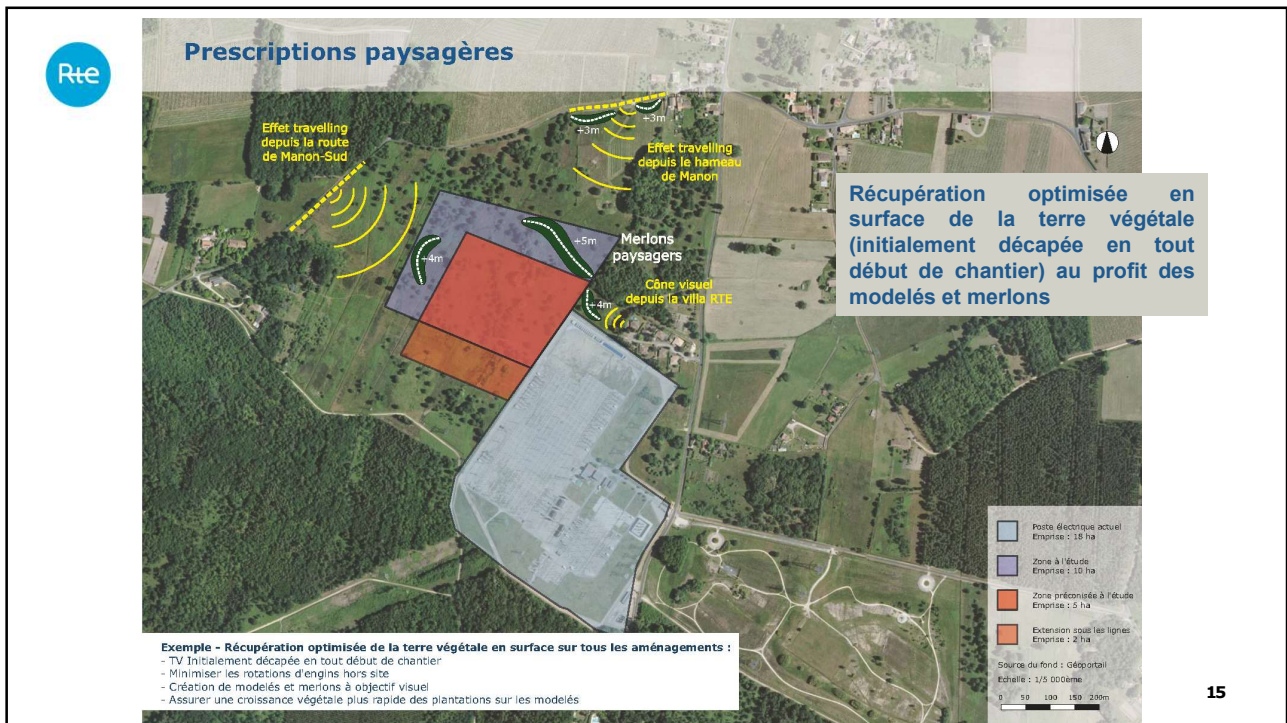 Rte
Prescriptions paysagères
Effet travelling
depuis la route
de Manon-Sud
+3m
+3m
Effet travelling
depuis le hameau
de Manon
+4m
+5m
Merlons
paysagers
Cône visuel
depuis la villa RTE
+4m
Récupération optimisée en
surface de la terre végétale
(initialement décapée en tout
début de chantier) au profit des
modelés et merlons
Poste électrique actuel
Emprise : 18 ha
Zone à l'étude
Emprise : 10 ha
Zone préconisée à l'étude
Emprise : 5 ha
Extension sous les lignes
Emprise : 2 ha
Source du fond : Géoportail
Echelle : 1/5 000ème
0 50 100 150 200m
Exemple - Récupération optimisée de la terre végétale en surface sur tous les aménagements :
- TV Initialement décapée en tout début de chantier
- Minimiser les rotations d'engins hors site
- Création de modelés et merlons à objectif visuel
- Assurer une croissance végétale plus rapide des plantations sur les modelés
15